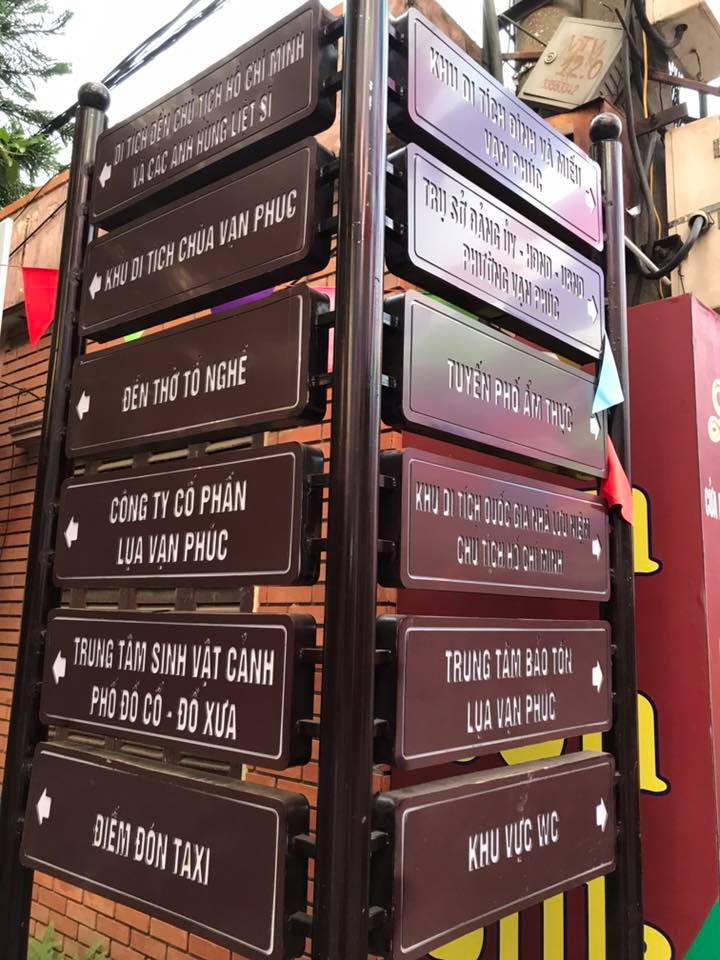 DI TÍCH ĐỀN CHỦ TỊCH HỒ CHÍ MINH
VÀ CÁC ANH HÙNG LIỆT SĨ
KHU DI TÍCH CHÙA VẠN PHÚC
ĐỀN THỜ TỔ NGHỀ
CÔNG TY CỔ PHẦN
LỤA VẠN PHÚC
TRUNG TÂM SINH VẬT CẢNH
PHỐ ĐỒ CỔ - ĐỒ XƯA
ĐIỂM ĐÓN TAXI
KHU DI TÍCH ĐÌNH VÀ MIẾU
VẠN PHÚC
TRỤ SỞ ĐẢNG ỦY - HĐND - UBND
PHƯỜNG VẠN PHÚC
TUYẾN PHỐ ẨM THỰC
KHU DI TÍCH QUỐC GIA NHÀ LƯU NIỆM
CHỦ TỊCH HỒ CHÍ MINH
TRUNG TÂM BẢO TỒN
LỤA VẠN PHÚC
KHU VỰC WC